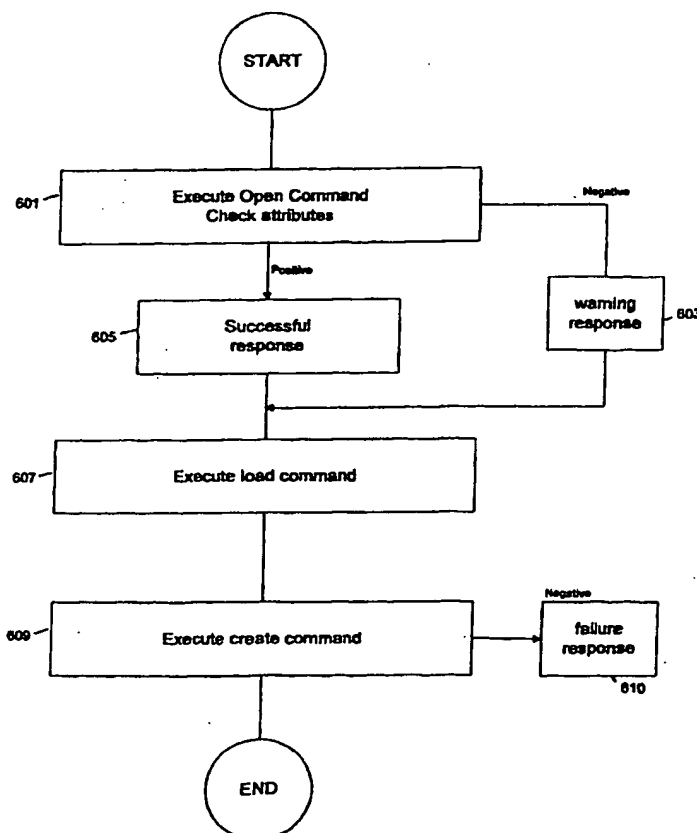 START
601
Execute Open Command
Check attributes
Negative
Positive
605
Successful
response
warning
response
603
607
Execute load command
609
Execute create command
Negative
failure
response
610
END